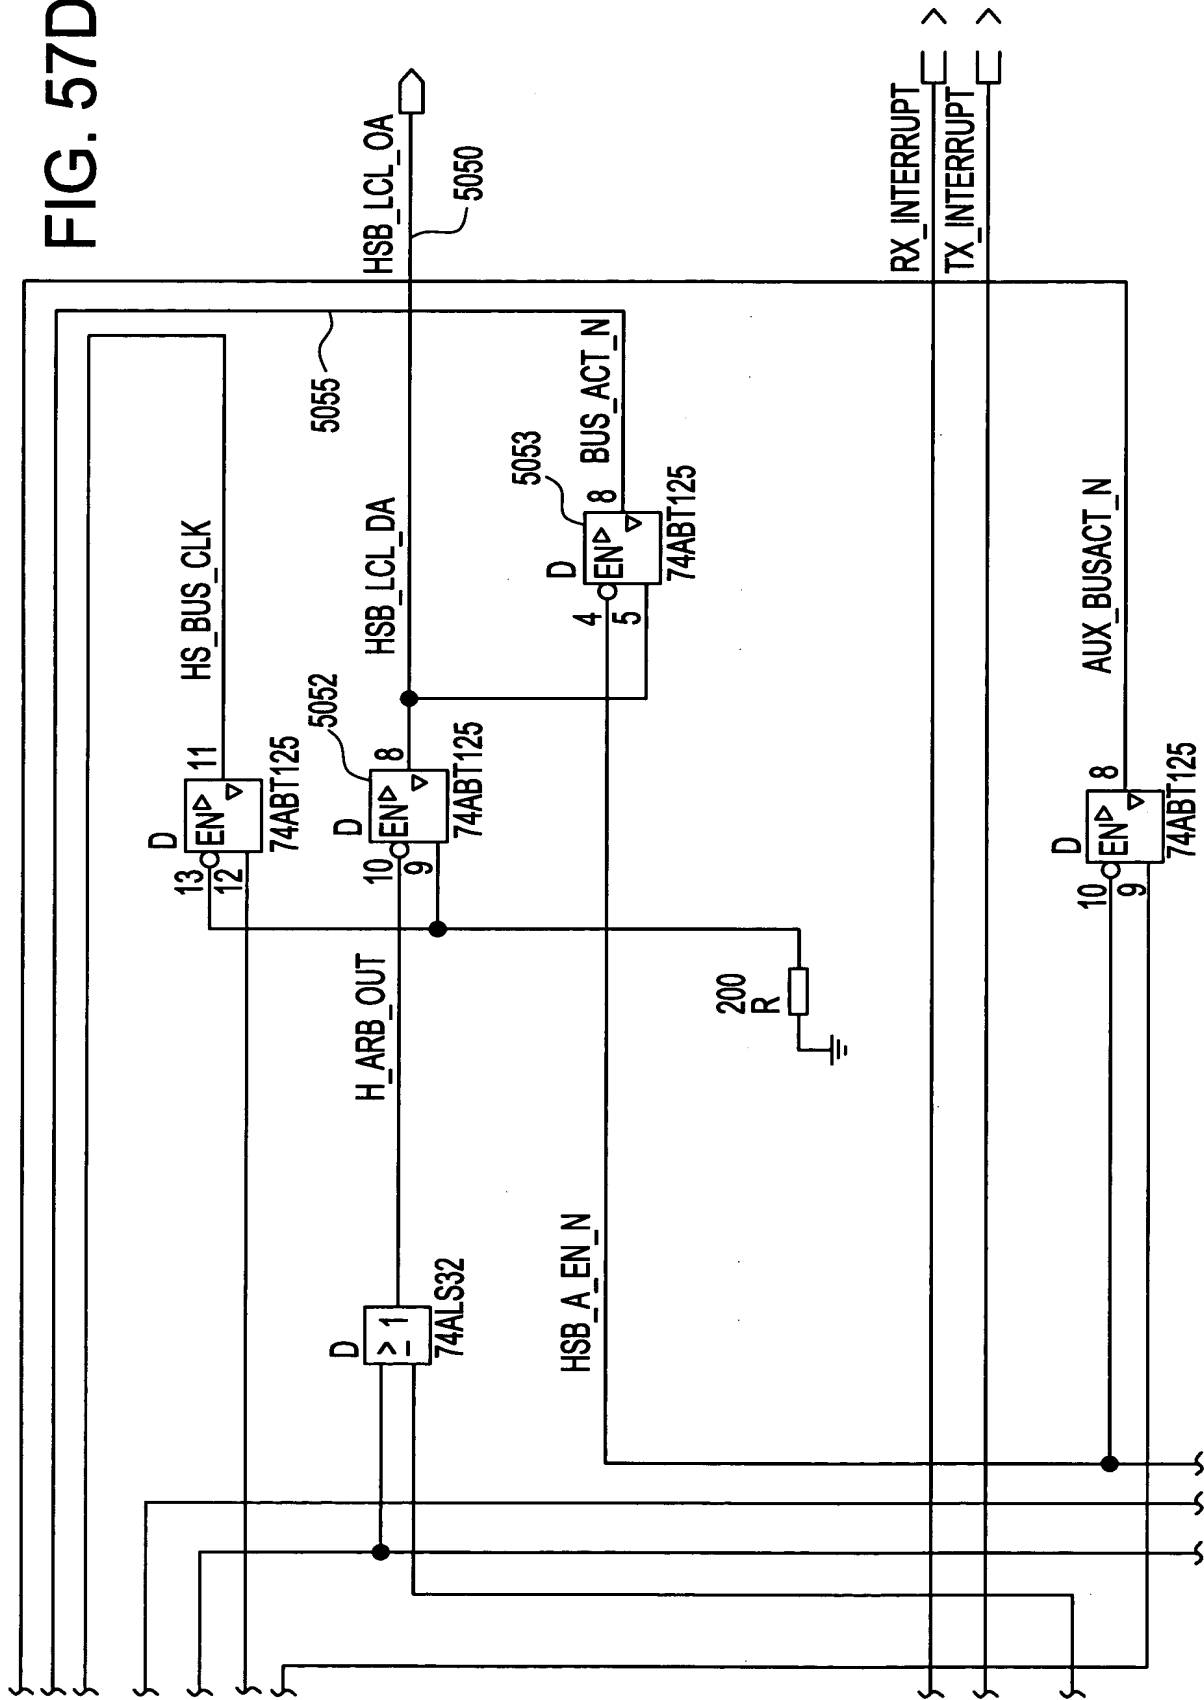 FIG. 57D
HS_BUS_CLK
D
13
12
EN
11
74ABT125
HSB_LCL_OA
5050
5055
HSB_LCL_DA
5052
D
10
9
EN
8
74ABT125
H_ARB_OUT
D
> 1
74ALS32
BUS_ACT_N
5053
D
4
5
EN
8
74ABT125
HSB_A_EN_N
200
R
RX_INTERRUPT
TX_INTERRUPT
AUX_BUSACT_N
D
10
9
EN
8
74ABT125